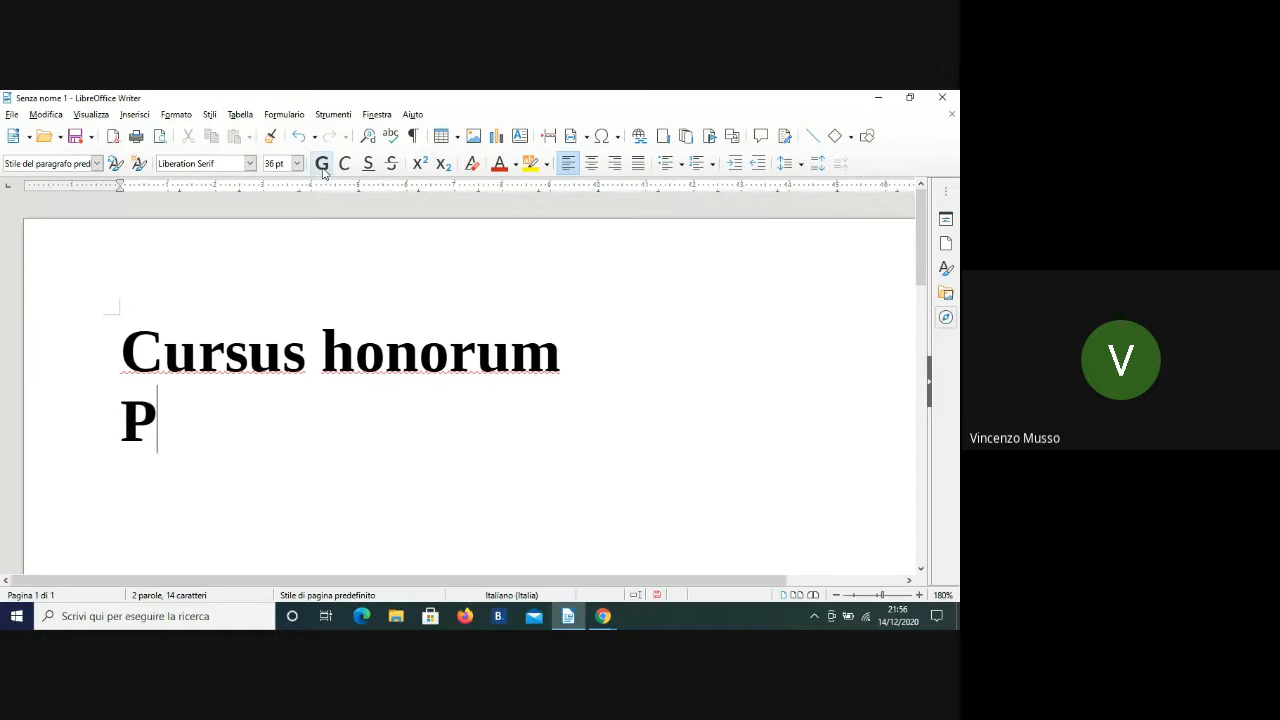 Senza nome 1 - LibreOffice Writer
File Modifica Visualizza Inserisci Formato Stili Tabella Formulario Strumenti Finestra Aiuto
Stile del paragrafo pred Liberation Serif 36 pt G C S S X² X₂ A
Cursus honorum
P
V
Vincenzo Musso
Pagina 1 di 1 2 parole, 14 caratteri Stile di pagina predefinito Italiano (Italia) 180%
Scrivi qui per eseguire la ricerca
21:56
14/12/2020